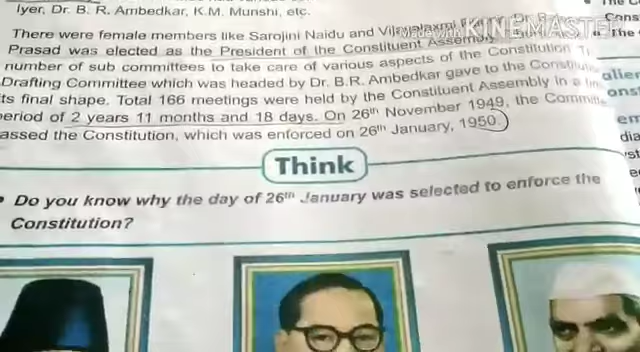 Iyer, Dr. B. R. Ambedkar, K.M. Munshi, etc.
There were female members like Sarojini Naidu and Vijayalaxmi
Prasad was elected as the President of the Constituent Assembly
number of sub committees to take care of various aspects of the Constitution
Drafting Committee which was headed by Dr. B.R. Ambedkar gave to the
its final shape. Total 166 meetings were held by the Constituent Assembly in a
period of 2 years 11 months and 18 days. On 26th November 1949, the
assed the Constitution, which was enforced on 26th January, 1950.
Think
• Do you know why the day of 26th January was selected to enforce the
Constitution?
Made with KINEMASTER
The